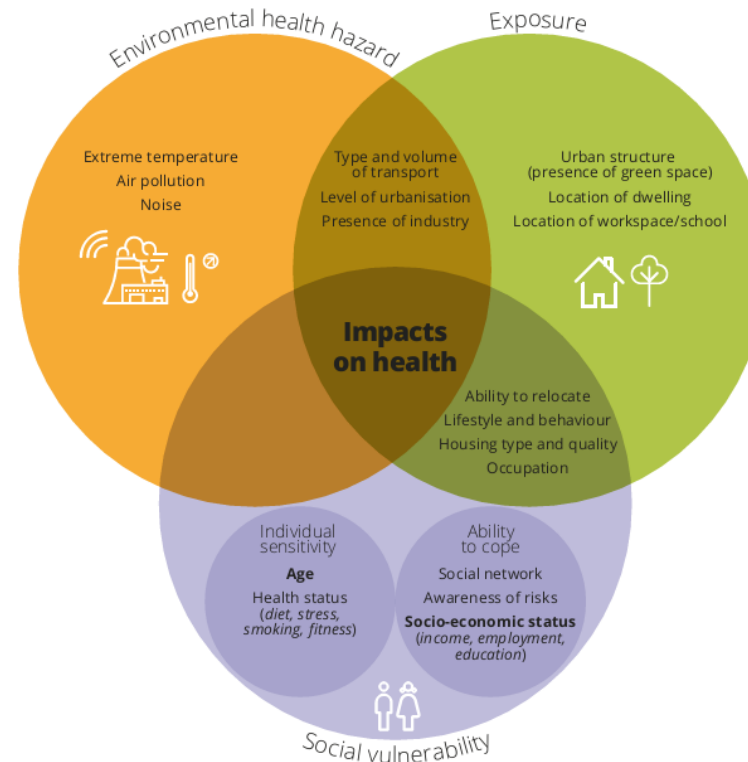 Environmental health hazard
Exposure
Extreme temperature
Air pollution
Noise
Type and volume
of transport
Level of urbanisation
Presence of industry
Urban structure
(presence of green space)
Location of dwelling
Location of workspace/school
Impacts
on health
Ability to relocate
Lifestyle and behaviour
Housing type and quality
Occupation
Individual
sensitivity
Age
Health status
(diet, stress,
smoking, fitness)
Ability
to cope
Social network
Awareness of risks
Socio-economic status
(income, employment,
education)
Social vulnerability